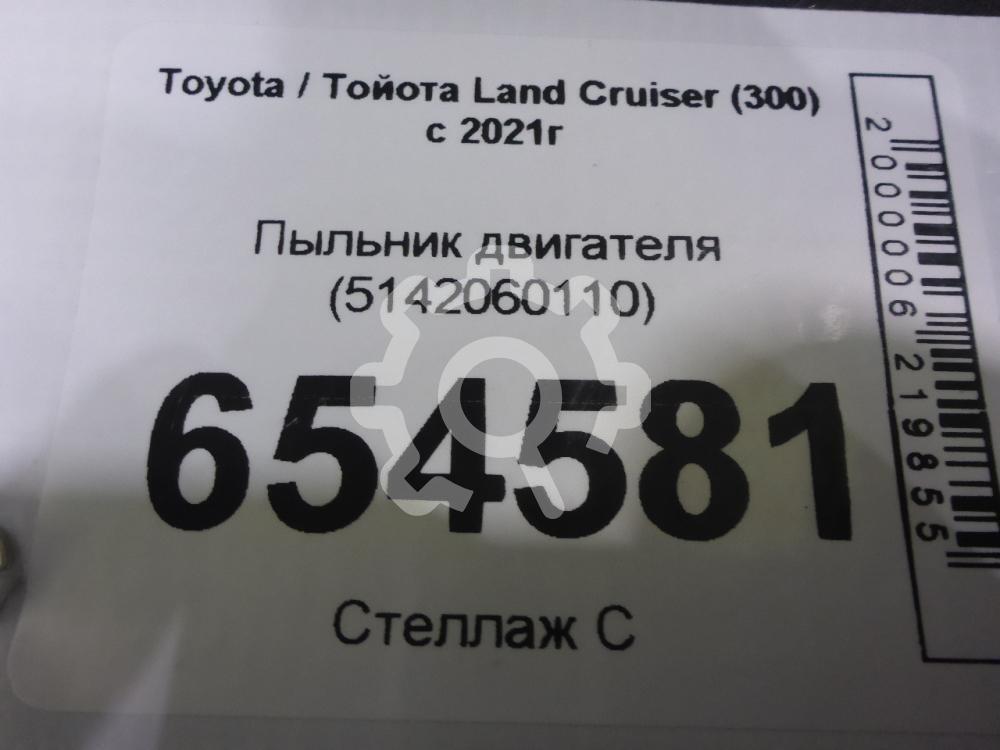 Toyota / Тойота Land Cruiser (300)
с 2021г
Пыльник двигателя
(5142060110)
654581
Стеллаж С
2000006219855